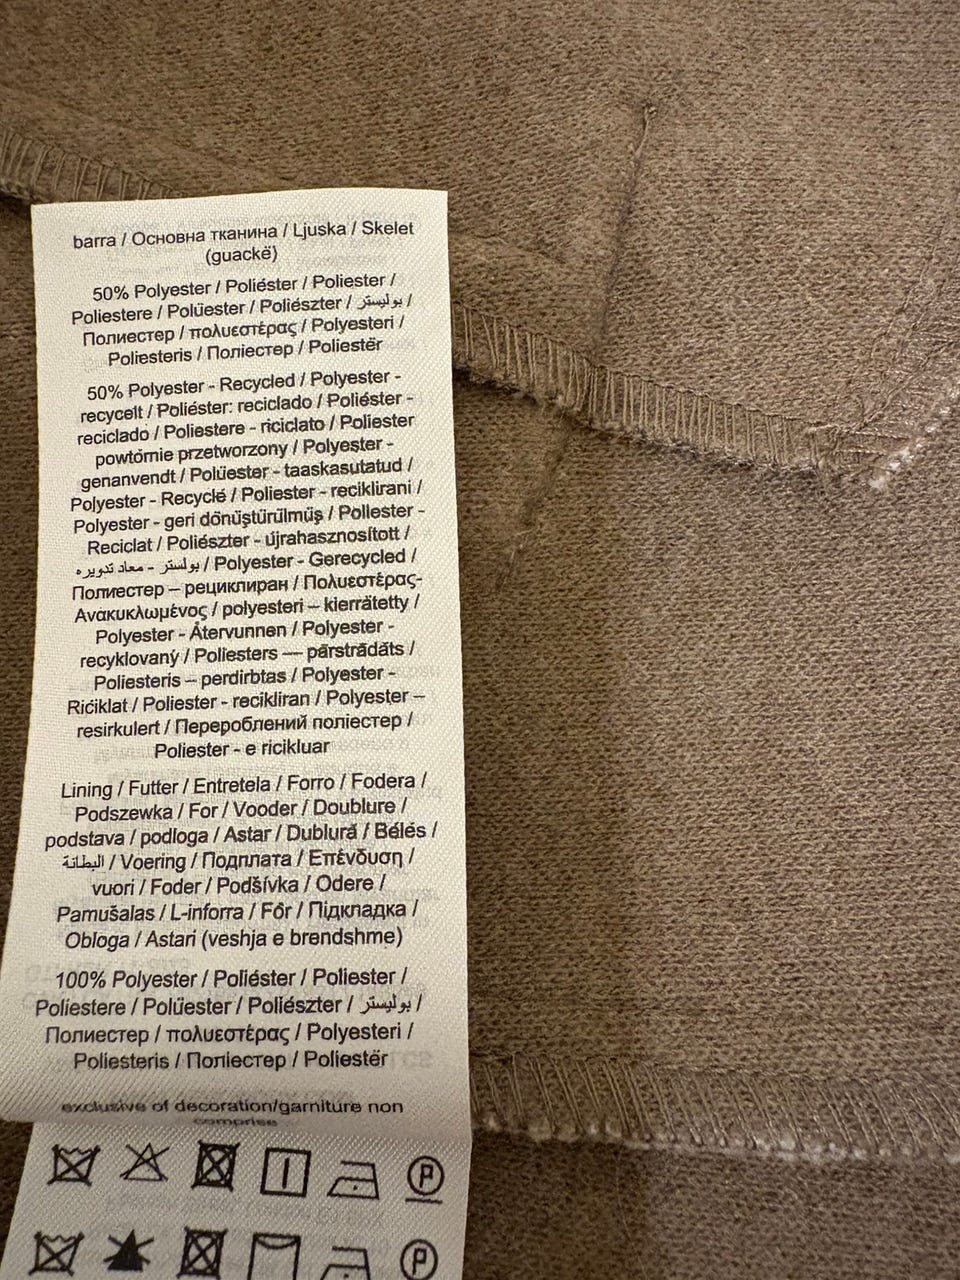 barra / Основна тканина / Ljuska / Skelet
(guackë)
50% Polyester / Poliéster / Poliester /
Poliestere / Polüester / Poliészter / بوليستر /
Полиестер / πολυεστέρας / Polyesteri /
Poliesteris / Поліестер / Poliestër
50% Polyester - Recycled / Polyester -
recycelt / Poliéster: reciclado / Poliéster -
reciclado / Poliestere - riciclato / Poliester
powtórnie przetworzony / Polyester -
genanvendt / Polüester - taaskasutatud /
Polyester - Recyclé / Poliester - reciklirani /
Polyester - geri dönüştürülmüş / Poliester -
Reciclat / Poliészter - újrahasznosított /
بولستر - معاد تدويره / Polyester - Gerecycled /
Полиестер – рециклиран / Πολυεστέρας-
Ανακυκλωμένος / polyesteri – kierrätetty /
Polyester - Återvunnen / Polyester -
recyklovaný / Poliesters — pārstrādāts /
Poliesteris – perdirbtas / Polyester -
Riċiklat / Poliester - recikliran / Polyester –
resirkulert / Перероблений поліестер /
Poliester - e ricikluar
Lining / Futter / Entretela / Forro / Fodera /
Podszewka / For / Vooder / Doublure /
podstava / podloga / Astar / Dublură / Bélés /
البطانة / Voering / Подплата / Επένδυση /
vuori / Foder / Podšívka / Odere /
Pamušalas / L-inforra / Fôr / Підкладка /
Obloga / Astari (veshja e brendshme)
100% Polyester / Poliéster / Poliester /
Poliestere / Polüester / Poliészter / بوليستر /
Полиестер / πολυεστέρας / Polyesteri /
Poliesteris / Поліестер / Poliestër
exclusive of decoration/garniture non
comprise
P
P